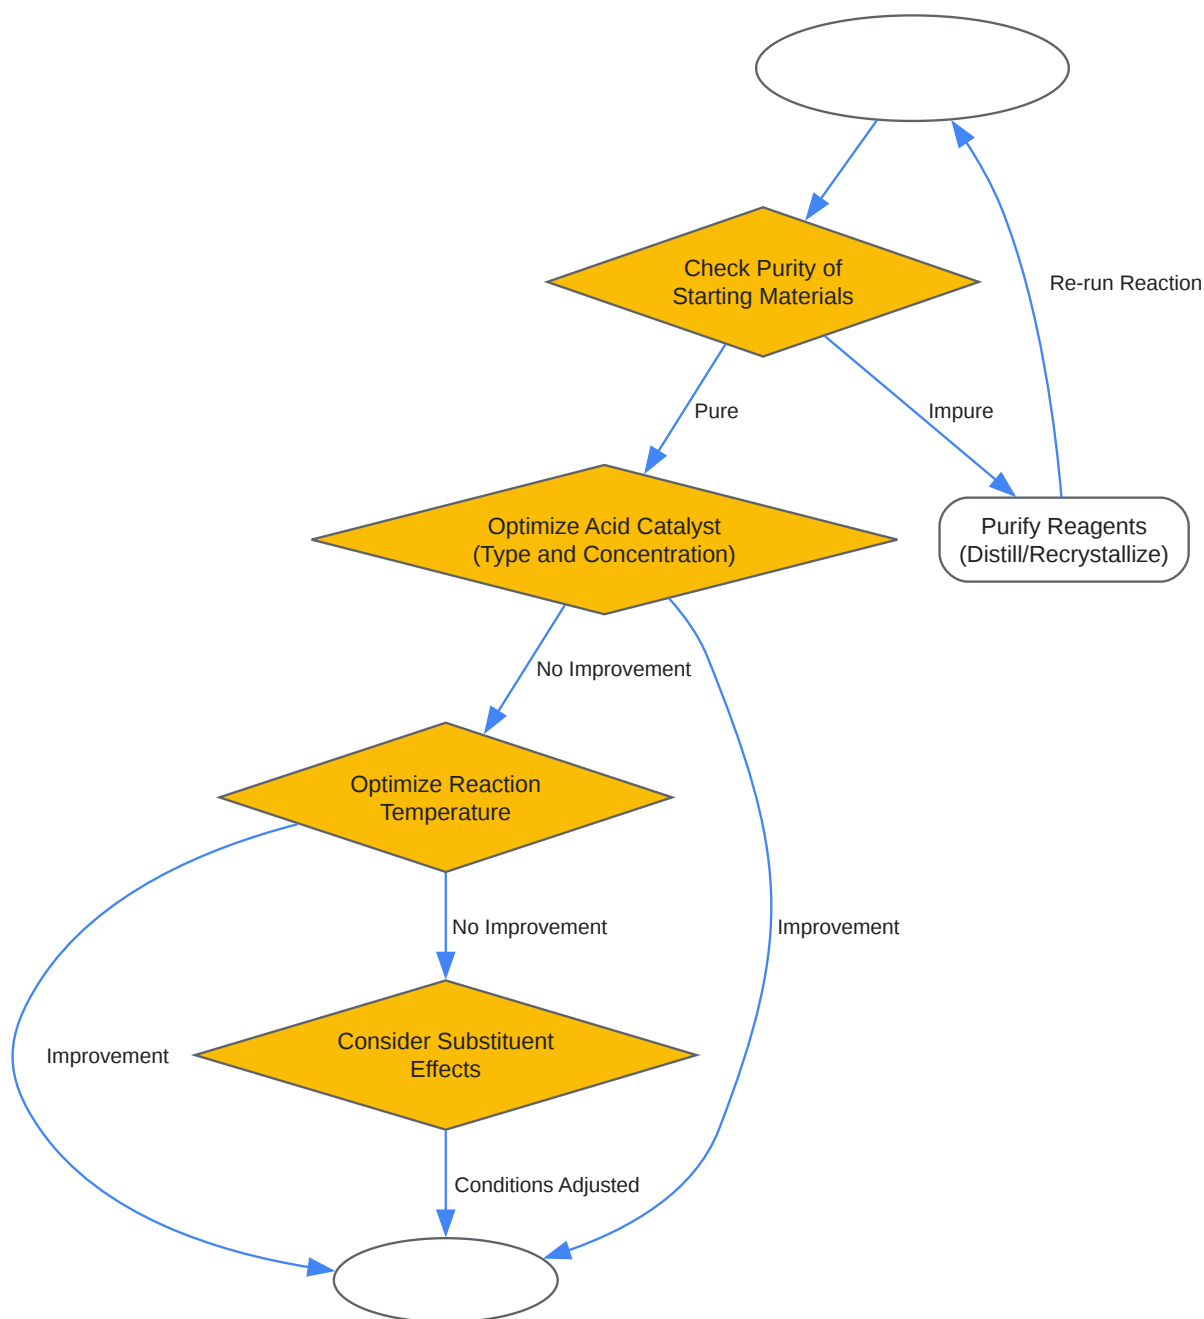 Check Purity of
Starting Materials
Re-run Reaction
Pure
Impure
Optimize Acid Catalyst
(Type and Concentration)
Purify Reagents
(Distill/Recrystallize)
No Improvement
Optimize Reaction
Temperature
No Improvement
Improvement
Consider Substituent
Effects
Improvement
Conditions Adjusted